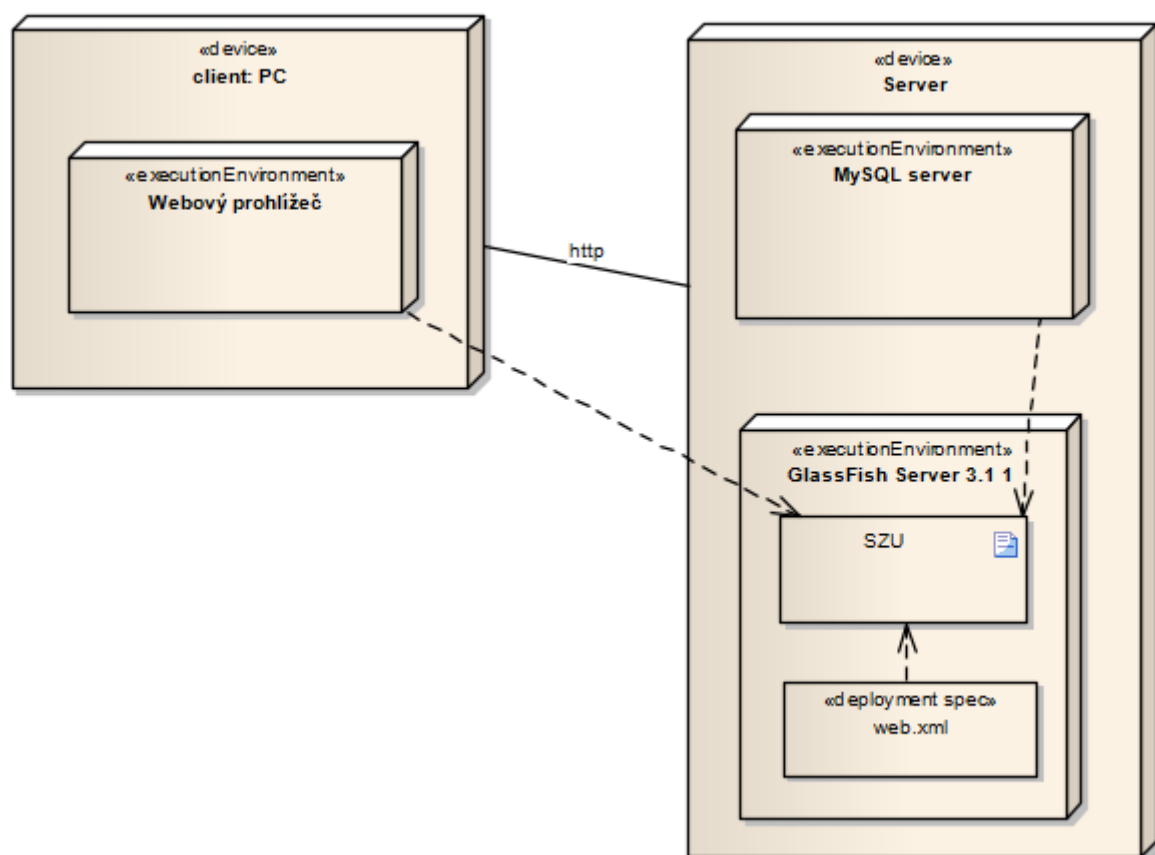 «device»
client: PC
«executionEnvironment»
Webový prohlížeč
http
«device»
Server
«executionEnvironment»
MySQL server
«executionEnvironment»
GlassFish Server 3.1 1
SZU
«deployment spec»
web.xml